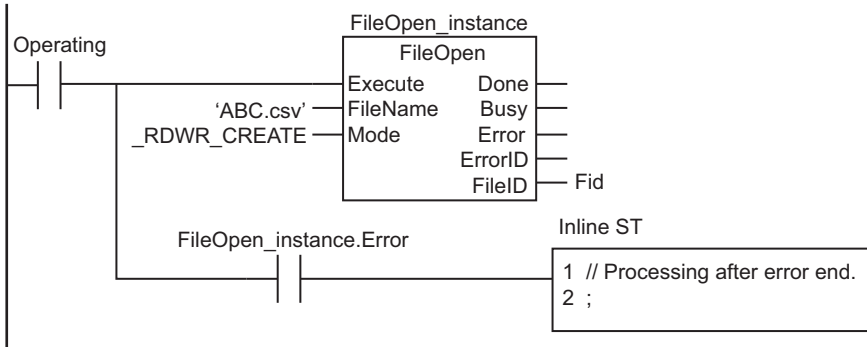 FileOpen_instance
Operating
FileOpen
Execute Done
'ABC.csv' FileName Busy
_RDWR_CREATE Mode Error
ErrorID
FileID Fid
Inline ST
FileOpen_instance.Error
1 // Processing after error end.
2 ;